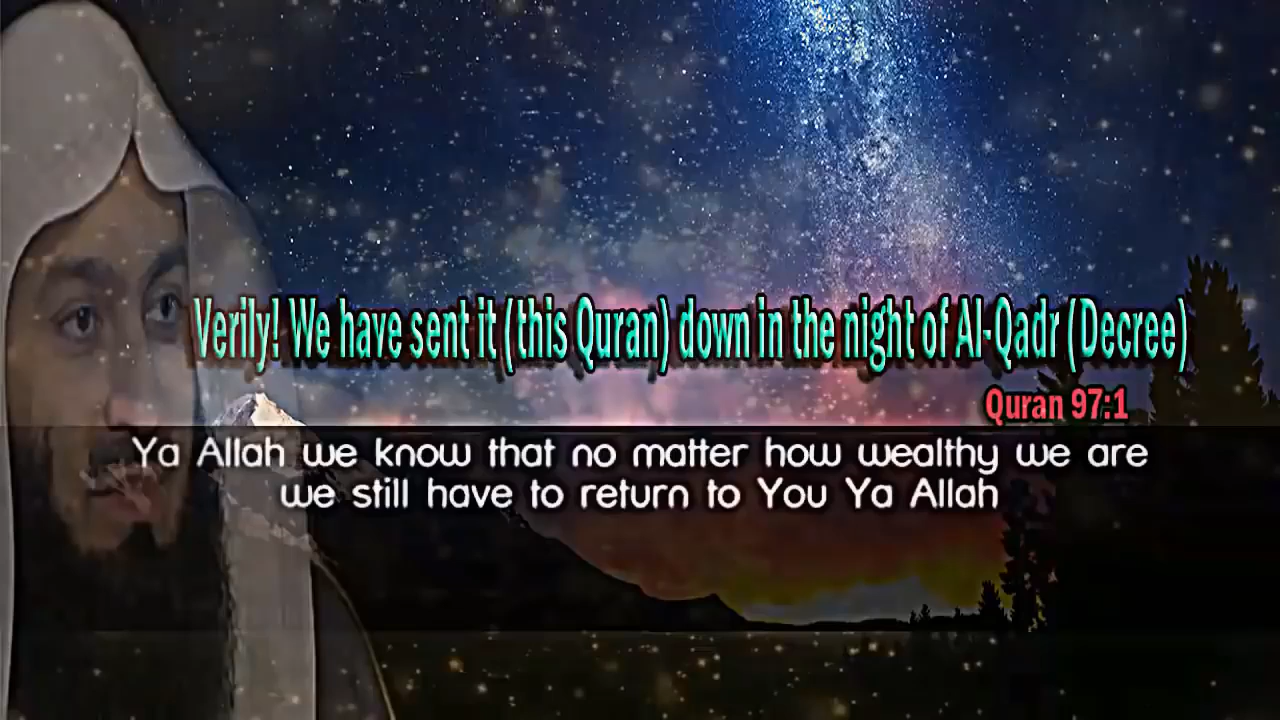 Verily! We have sent it (this Quran) down in the night of Al-Qadr (Decree)
Quran 97:1
Ya Allah we know that no matter how wealthy we are
we still have to return to You Ya Allah